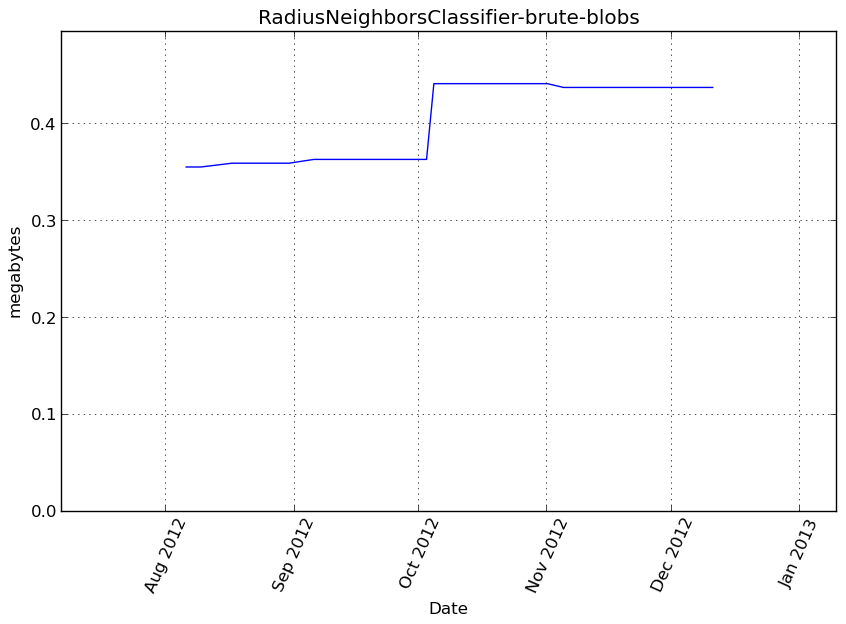 RadiusNeighborsClassifier-brute-blobs
megabytes
0.4
0.3
0.2
0.1
0.0
Aug 2012
Sep 2012
Oct 2012
Nov 2012
Dec 2012
Jan 2013
Date